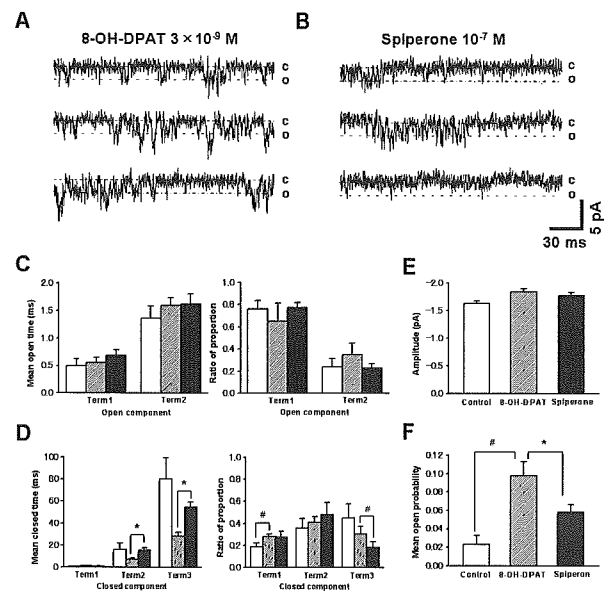 A
8-OH-DPAT 3 × 10-9 M
C
O
C
O
C
O
B
Spiperone 10-7 M
C
O
C
O
C
O
5 pA
30 ms
C
Mean open time (ms)
2.0
1.5
1.0
0.5
0.0
Term1
Term2
Open component
Ratio of proportion
1.0
0.8
0.6
0.4
0.2
0
Term1
Term2
Open component
E
Amplitude (pA)
−2.0
−1.5
−1.0
−0.5
0.0
Control
8-OH-DPAT
Spiperone
D
Mean closed time (ms)
100
80
60
40
20
0
*
*
Term1
Term2
Term3
Closed component
Ratio of proportion
1.0
0.8
0.6
0.4
0.2
0
#
#
Term1
Term2
Term3
Closed component
F
Mean open probability
0.12
0.10
0.08
0.06
0.04
0.02
0.00
#
*
Control
8-OH-DPAT
Spiperon